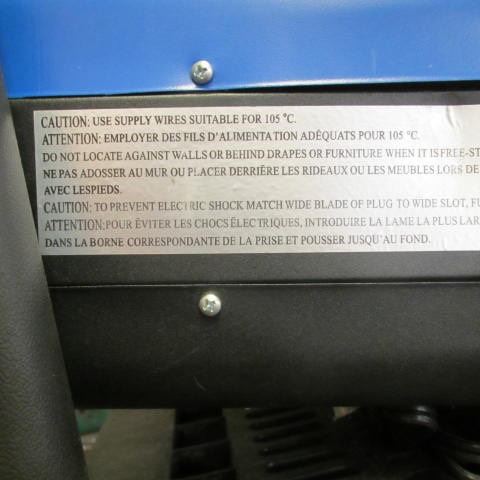 CAUTION: USE SUPPLY WIRES SUITABLE FOR 105 °C.
ATTENTION: EMPLOYER DES FILS D'ALIMENTATION ADÉQUATS POUR 105 °C.
DO NOT LOCATE AGAINST WALLS OR BEHIND DRAPES OR FURNITURE WHEN IT IS FREE-ST
NE PAS ADOSSER AU MUR OU PLACER DERRIÈRE LES RIDEAUX OU LES MEUBLES LORS DE
AVEC LESPIEDS.
CAUTION: TO PREVENT ELECTRIC SHOCK MATCH WIDE BLADE OF PLUG TO WIDE SLOT, FU
ATTENTION:POUR ÉVITER LES CHOCS ÉLECTRIQUES, INTRODUIRE LA LAME LA PLUS LAR
DANS LA BORNE CORRESPONDANTE DE LA PRISE ET POUSSER JUSQU'AU FOND.